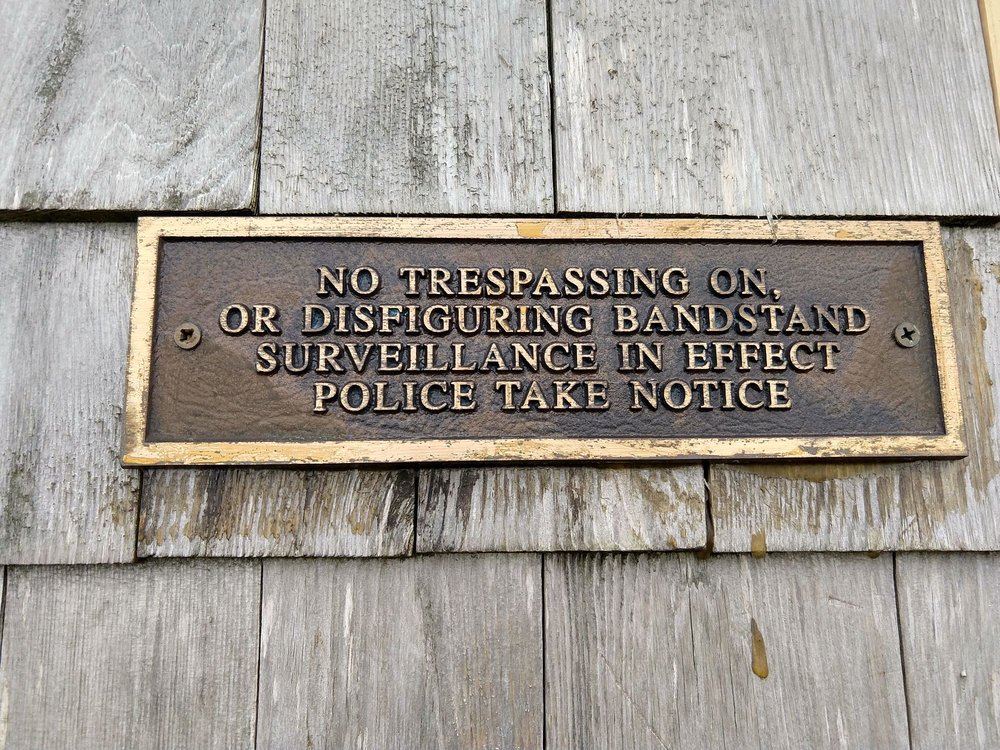 NO TRESPASSING ON,
OR DISFIGURING BANDSTAND
SURVEILLANCE IN EFFECT
POLICE TAKE NOTICE